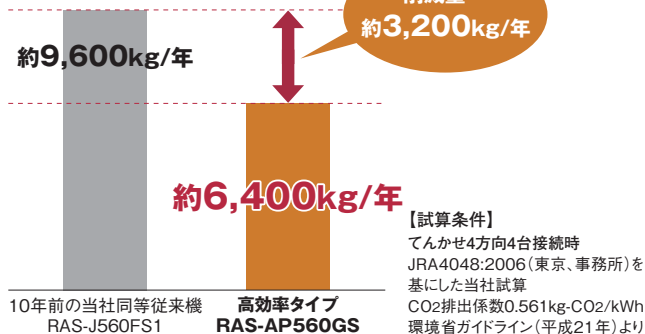 約3,200kg/年
約9,600kg/年
約6,400kg/年
10年前の当社同等従来機
RAS-J560FS1
高効率タイプ
RAS-AP560GS
【試算条件】
てんかせ4方向4台接続時
JRA4048:2006(東京、事務所)を
基にした当社試算
CO2排出係数0.561kg-CO2/kWh
環境省ガイドライン(平成21年)より